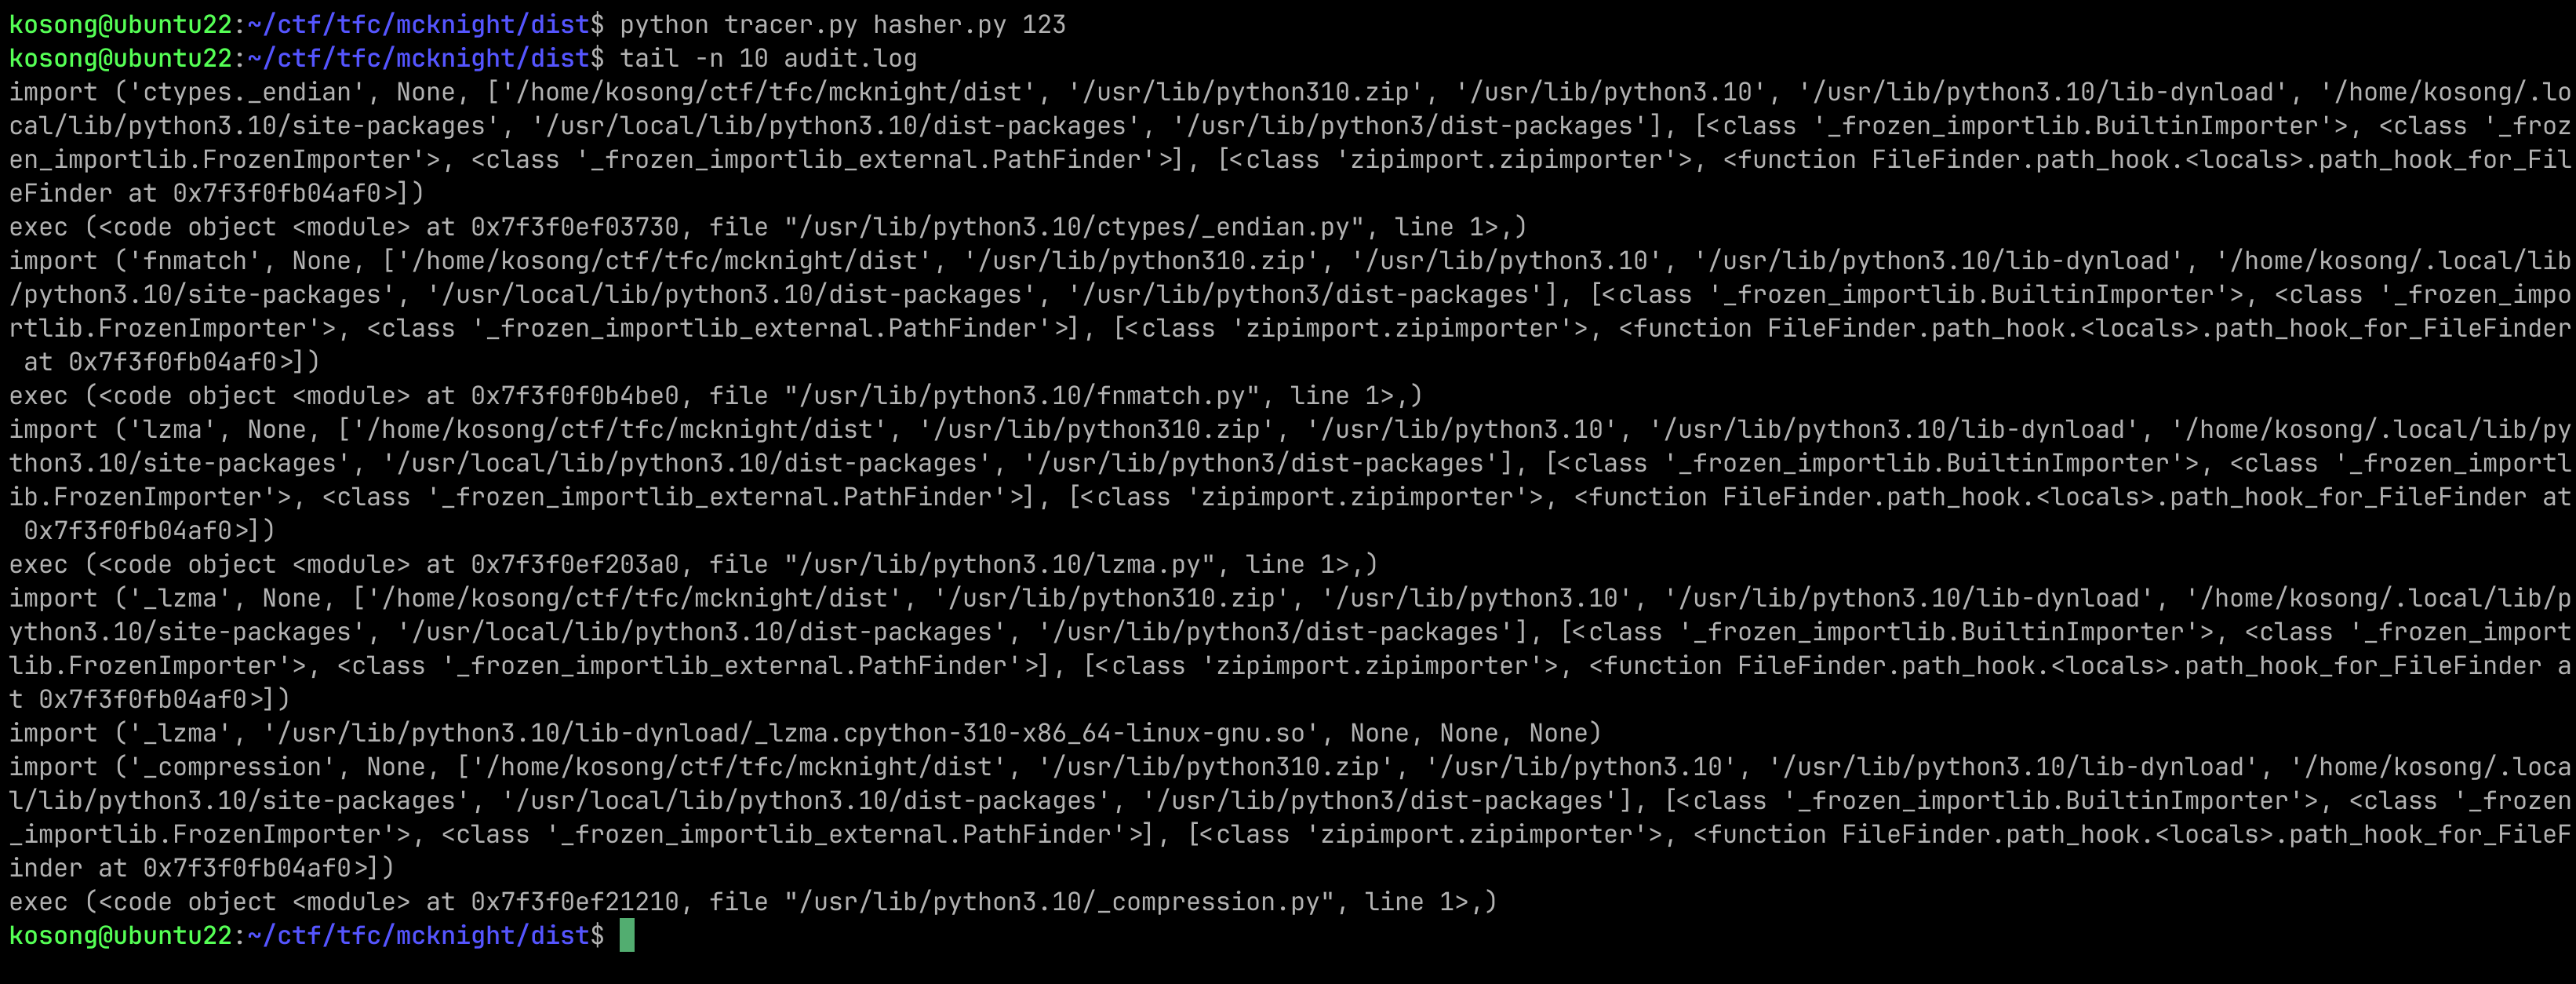 kosong@ubuntu22:~/ctf/tfc/mcknight/dist$ python tracer.py hasher.py 123
kosong@ubuntu22:~/ctf/tfc/mcknight/dist$ tail -n 10 audit.log
import ('ctypes._endian', None, ['/home/kosong/ctf/tfc/mcknight/dist', '/usr/lib/python310.zip', '/usr/lib/python3.10', '/usr/lib/python3.10/lib-dynload', '/home/kosong/.lo
cal/lib/python3.10/site-packages', '/usr/local/lib/python3.10/dist-packages', '/usr/lib/python3/dist-packages'], [<class '_frozen_importlib.BuiltinImporter'>, <class '_froz
en_importlib.FrozenImporter'>, <class '_frozen_importlib_external.PathFinder'>], [<class 'zipimport.zipimporter'>, <function FileFinder.path_hook.<locals>.path_hook_for_Fil
eFinder at 0x7f3f0fb04af0>])
exec (<code object <module> at 0x7f3f0ef03730, file "/usr/lib/python3.10/ctypes/_endian.py", line 1>,)
import ('fnmatch', None, ['/home/kosong/ctf/tfc/mcknight/dist', '/usr/lib/python310.zip', '/usr/lib/python3.10', '/usr/lib/python3.10/lib-dynload', '/home/kosong/.local/lib
/python3.10/site-packages', '/usr/local/lib/python3.10/dist-packages', '/usr/lib/python3/dist-packages'], [<class '_frozen_importlib.BuiltinImporter'>, <class '_frozen_impo
rtlib.FrozenImporter'>, <class '_frozen_importlib_external.PathFinder'>], [<class 'zipimport.zipimporter'>, <function FileFinder.path_hook.<locals>.path_hook_for_FileFinder
 at 0x7f3f0fb04af0>])
exec (<code object <module> at 0x7f3f0f0b4be0, file "/usr/lib/python3.10/fnmatch.py", line 1>,)
import ('lzma', None, ['/home/kosong/ctf/tfc/mcknight/dist', '/usr/lib/python310.zip', '/usr/lib/python3.10', '/usr/lib/python3.10/lib-dynload', '/home/kosong/.local/lib/py
thon3.10/site-packages', '/usr/local/lib/python3.10/dist-packages', '/usr/lib/python3/dist-packages'], [<class '_frozen_importlib.BuiltinImporter'>, <class '_frozen_importl
ib.FrozenImporter'>, <class '_frozen_importlib_external.PathFinder'>], [<class 'zipimport.zipimporter'>, <function FileFinder.path_hook.<locals>.path_hook_for_FileFinder at
 0x7f3f0fb04af0>])
exec (<code object <module> at 0x7f3f0ef203a0, file "/usr/lib/python3.10/lzma.py", line 1>,)
import ('_lzma', None, ['/home/kosong/ctf/tfc/mcknight/dist', '/usr/lib/python310.zip', '/usr/lib/python3.10', '/usr/lib/python3.10/lib-dynload', '/home/kosong/.local/lib/p
ython3.10/site-packages', '/usr/local/lib/python3.10/dist-packages', '/usr/lib/python3/dist-packages'], [<class '_frozen_importlib.BuiltinImporter'>, <class '_frozen_import
lib.FrozenImporter'>, <class '_frozen_importlib_external.PathFinder'>], [<class 'zipimport.zipimporter'>, <function FileFinder.path_hook.<locals>.path_hook_for_FileFinder a
t 0x7f3f0fb04af0>])
import ('_lzma', '/usr/lib/python3.10/lib-dynload/_lzma.cpython-310-x86_64-linux-gnu.so', None, None, None)
import ('_compression', None, ['/home/kosong/ctf/tfc/mcknight/dist', '/usr/lib/python310.zip', '/usr/lib/python3.10', '/usr/lib/python3.10/lib-dynload', '/home/kosong/.loca
l/lib/python3.10/site-packages', '/usr/local/lib/python3.10/dist-packages', '/usr/lib/python3/dist-packages'], [<class '_frozen_importlib.BuiltinImporter'>, <class '_frozen
_importlib.FrozenImporter'>, <class '_frozen_importlib_external.PathFinder'>], [<class 'zipimport.zipimporter'>, <function FileFinder.path_hook.<locals>.path_hook_for_FileF
inder at 0x7f3f0fb04af0>])
exec (<code object <module> at 0x7f3f0ef21210, file "/usr/lib/python3.10/_compression.py", line 1>,)
kosong@ubuntu22:~/ctf/tfc/mcknight/dist$